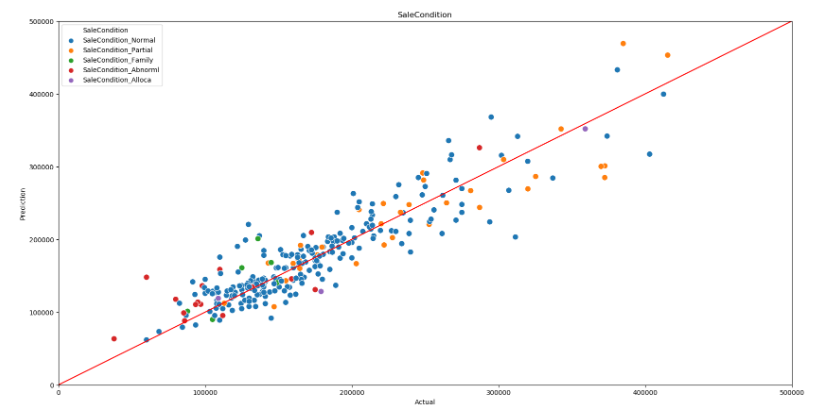 SaleCondition
500000
400000
300000
200000
100000
0
Prediction
SaleCondition
SaleCondition_Normal
SaleCondition_Partial
SaleCondition_Family
SaleCondition_Abnorml
SaleCondition_Alloca
0
100000
200000
300000
400000
500000
Actual